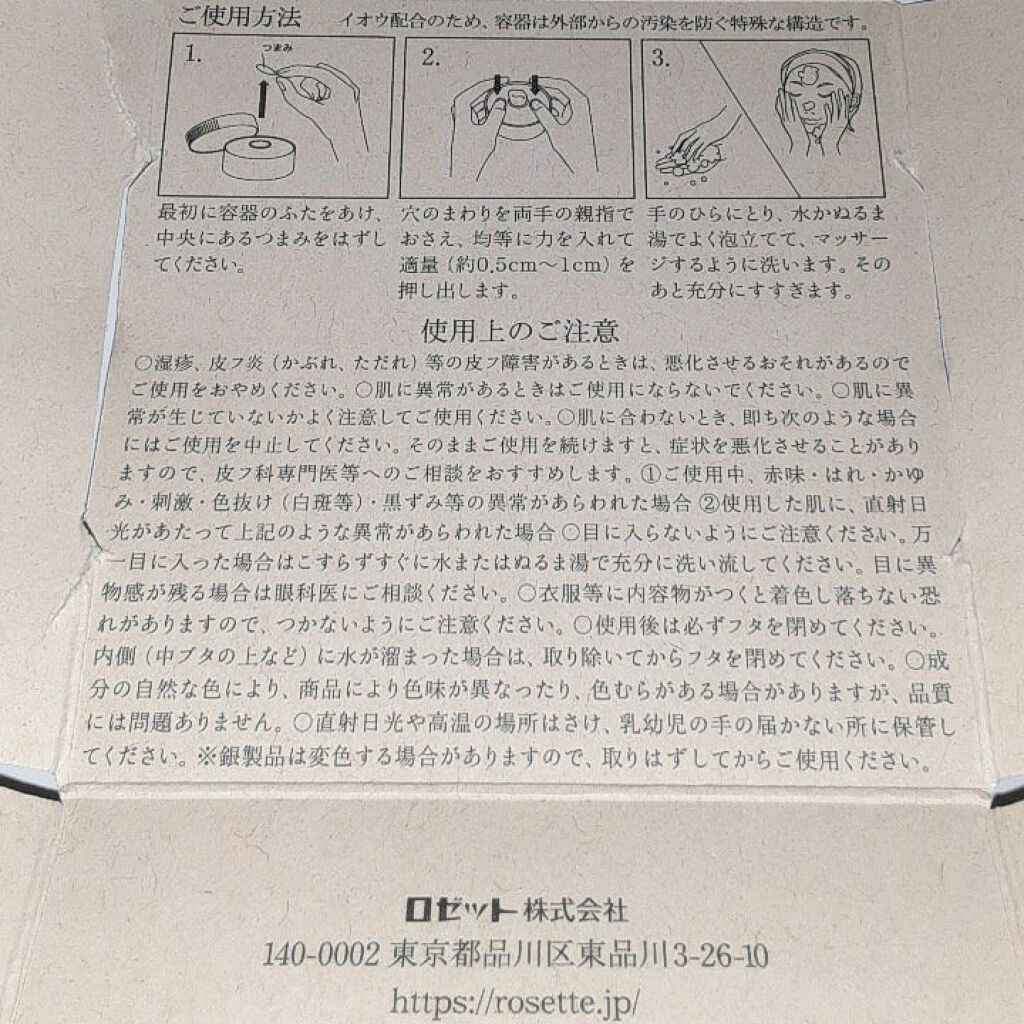 ご使用方法 イオウ配合のため、容器は外部からの汚染を防ぐ特殊な構造です。
1.
つまみ
最初に容器のふたをあけ、
中央にあるつまみをはずし
てください。
2.
穴のまわりを両手の親指で
おさえ、均等に力を入れて
適量（約0.5cm〜1cm）を
押し出します。
3.
手のひらにとり、水かぬるま
湯でよく泡立てて、マッサー
ジするように洗います。その
あと充分にすすぎます。
使用上のご注意
○湿疹、皮フ炎（かぶれ、ただれ）等の皮フ障害があるときは、悪化させるおそれがあるので
ご使用をおやめください。○肌に異常があるときはご使用にならないでください。○肌に異
常が生じていないかよく注意してご使用ください。○肌に合わないとき、即ち次のような場合
にはご使用を中止してください。そのままご使用を続けますと、症状を悪化させることがあり
ますので、皮フ科専門医等へのご相談をおすすめします。①ご使用中、赤味・はれ・かゆ
み・刺激・色抜け（白斑等）・黒ずみ等の異常があらわれた場合 ②使用した肌に、直射日
光があたって上記のような異常があらわれた場合 ○目に入らないようにご注意ください。万
一目に入った場合はこすらずすぐに水またはぬるま湯で充分に洗い流してください。目に異
物感が残る場合は眼科医にご相談ください。○衣服等に内容物がつくと着色し落ちない恐
れがありますので、つかないようにご注意ください。○使用後は必ずフタを閉めてください。
内側（中ブタの上など）に水が溜まった場合は、取り除いてからフタを閉めてください。○成
分の自然な色により、商品により色味が異なったり、色むらがある場合がありますが、品質
には問題ありません。○直射日光や高温の場所はさけ、乳幼児の手の届かない所に保管し
てください。※銀製品は変色する場合がありますので、取りはずしてからご使用ください。
ロゼット株式会社
140-0002 東京都品川区東品川3-26-10
https://rosette.jp/